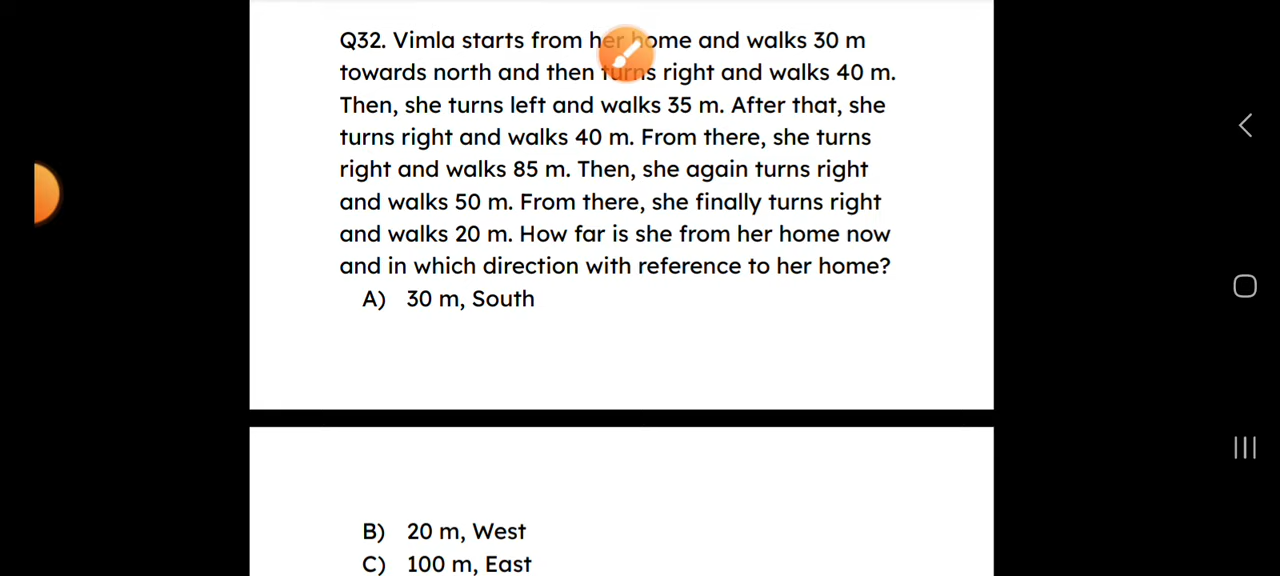 Q32. Vimla starts from her home and walks 30 m
towards north and then turns right and walks 40 m.
Then, she turns left and walks 35 m. After that, she
turns right and walks 40 m. From there, she turns
right and walks 85 m. Then, she again turns right
and walks 50 m. From there, she finally turns right
and walks 20 m. How far is she from her home now
and in which direction with reference to her home?
A) 30 m, South
B) 20 m, West
C) 100 m, East